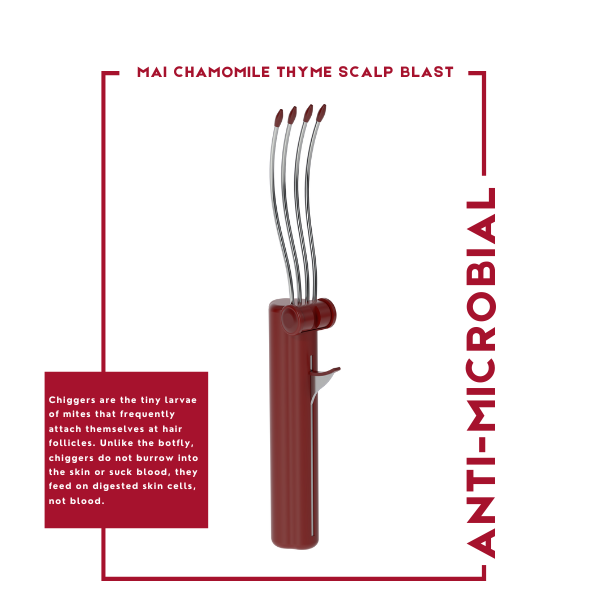 MAI CHAMOMILE THYME SCALP BLAST
ANTI-MICROBIAL
Chiggers are the tiny larvae
of mites that frequently
attach themselves at hair
follicles. Unlike the botfly,
chiggers do not burrow into
the skin or suck blood, they
feed on digested skin cells,
not blood.